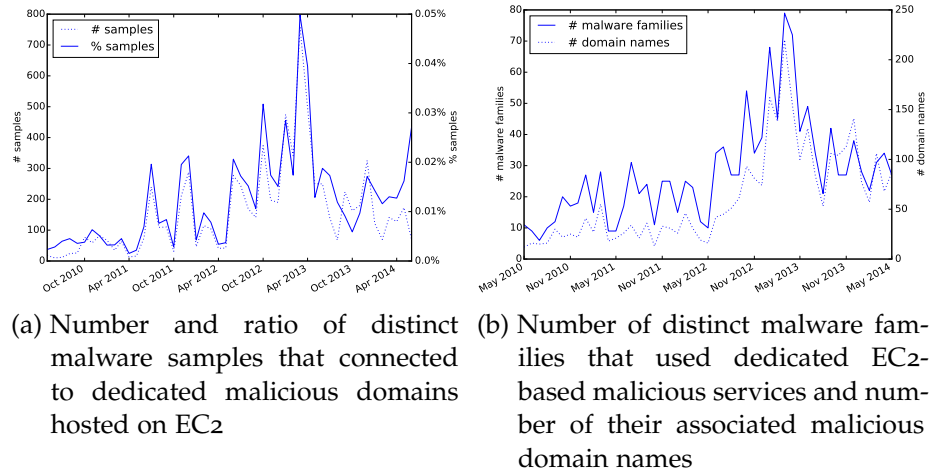 800
700
600
500
400
300
200
100
0
# samples
# samples
% samples
0.05%
0.04%
0.03%
0.02%
0.01%
0.0%
% samples
Oct 2010
Apr 2011
Oct 2011
Apr 2012
Oct 2012
Apr 2013
Oct 2013
Apr 2014
80
70
60
50
40
30
20
10
0
# malware families
# malware families
# domain names
250
200
150
100
50
0
# domain names
May 2010
Nov 2010
May 2011
Nov 2011
May 2012
Nov 2012
May 2013
Nov 2013
May 2014
(a) Number and ratio of distinct
malware samples that connected
to dedicated malicious domains
hosted on EC2
(b) Number of distinct malware fam-
ilies that used dedicated EC2-
based malicious services and num-
ber of their associated malicious
domain names